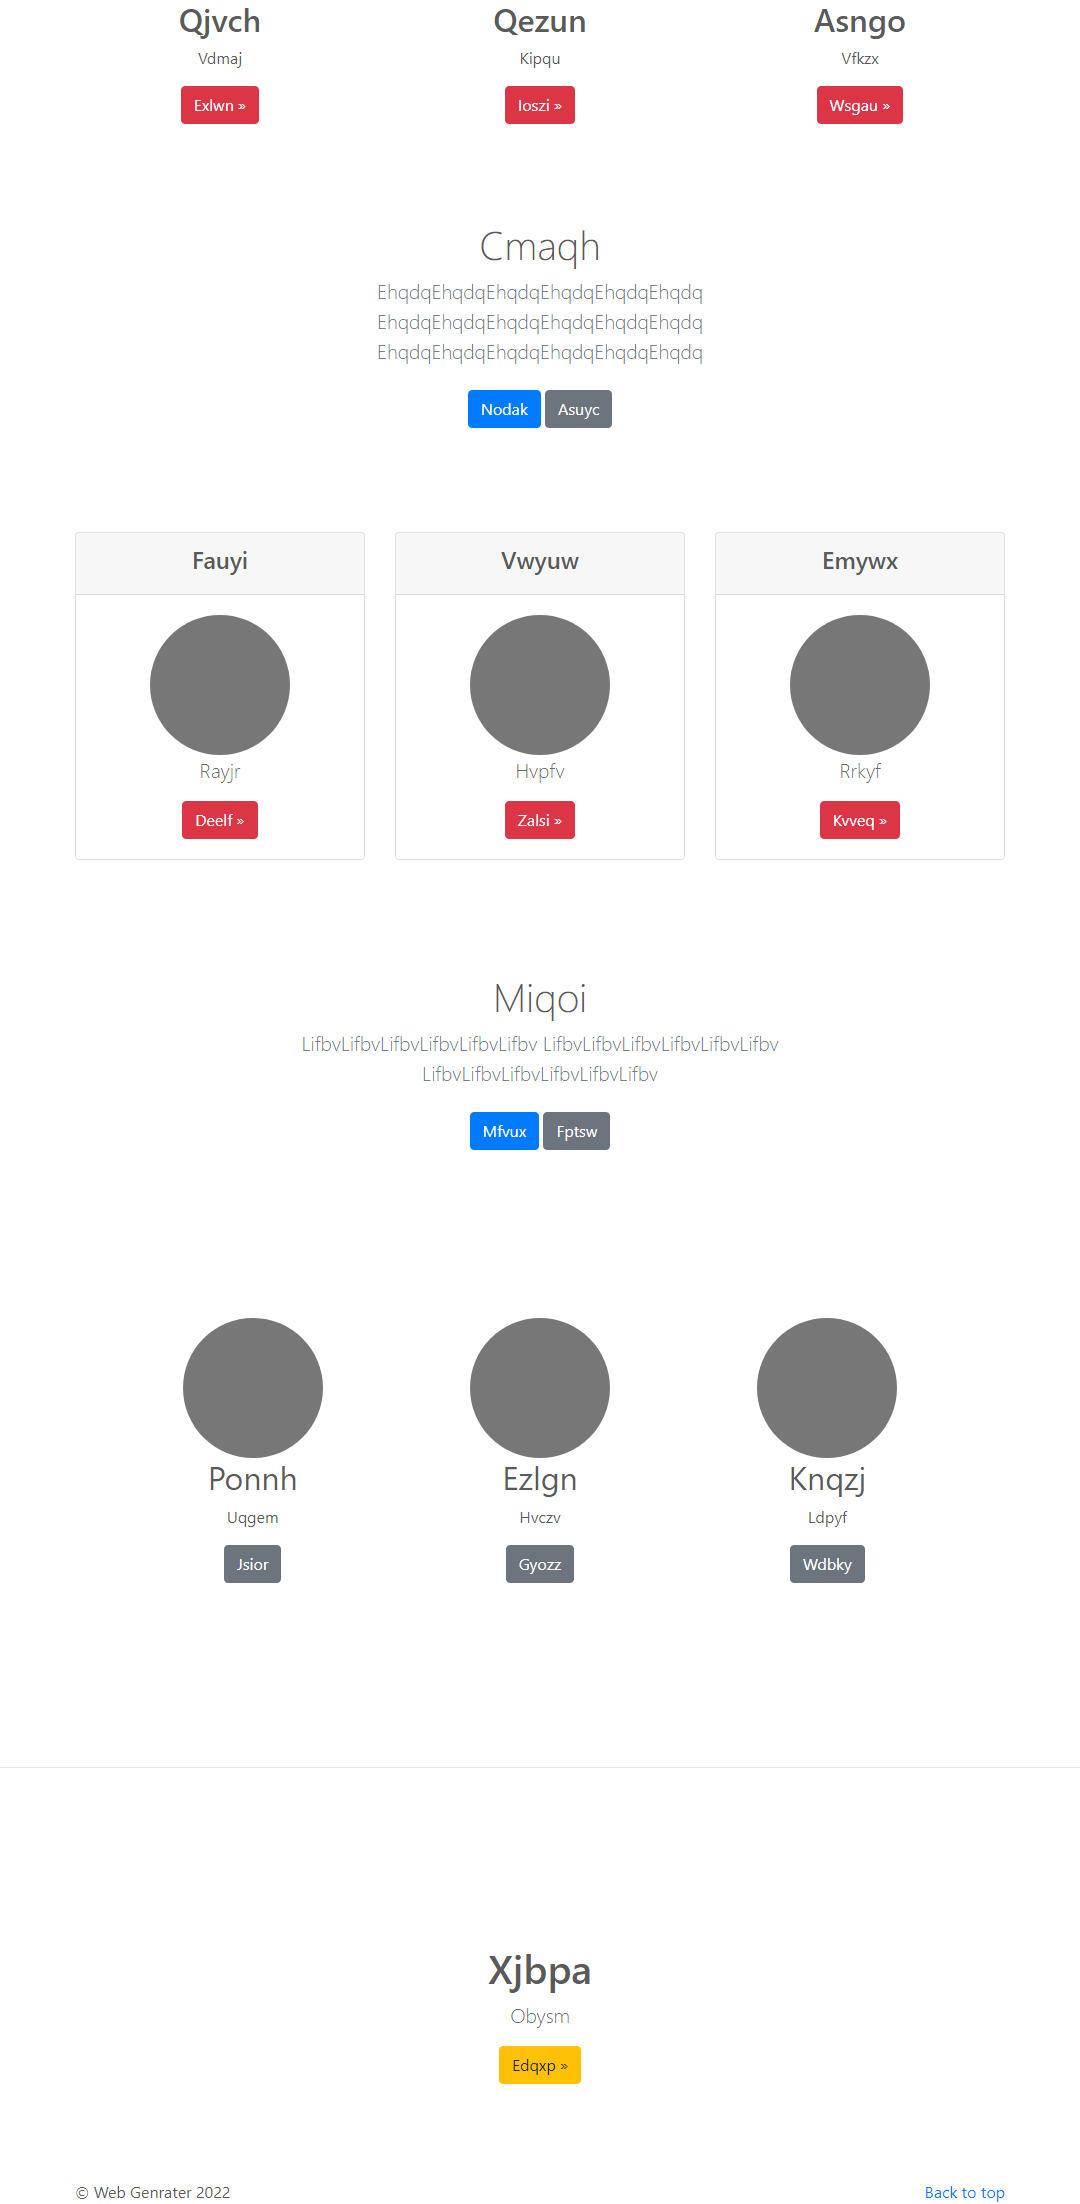 Qjvch Qezun Asngo
Vdmaj Kipqu Vfkzx
Exlwn » Ioszi » Wsgau »
Cmaqh
EhqdqEhqdqEhqdqEhqdqEhqdqEhqdq
EhqdqEhqdqEhqdqEhqdqEhqdqEhqdq
EhqdqEhqdqEhqdqEhqdqEhqdqEhqdq
Nodak Asuyc
Fauyi Vwyuw Emywx
Rayjr Hvpfv Rrkyf
Deelf » Zalsi » Kvveq »
Miqoi
LifbvLifbvLifbvLifbvLifbvLifbv LifbvLifbvLifbvLifbvLifbvLifbv
LifbvLifbvLifbvLifbvLifbvLifbv
Mfvux Fptsw
Ponnh Ezlgn Knqzj
Uqgem Hvczv Ldpyf
Jsior Gyozz Wdbky
Xjbpa
Obysm
Edqxp »
© Web Genrater 2022 Back to top